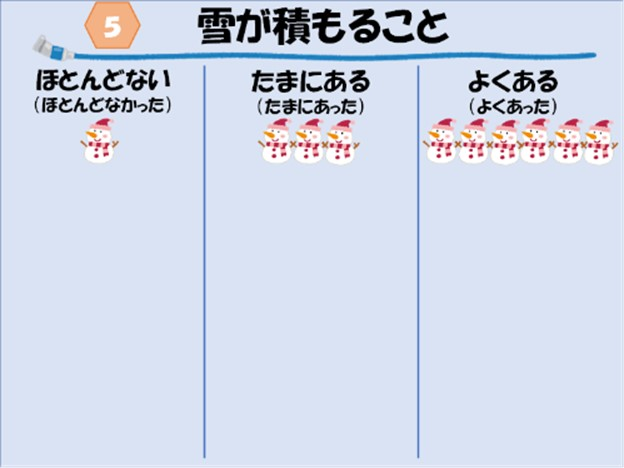 5
雪が積もること
ほとんどない
（ほとんどなかった）
たまにある
（たまにあった）
よくある
（よくあった）